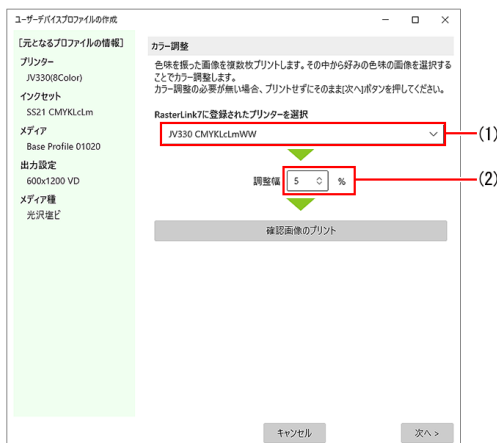 ユーザーデバイスプロファイルの作成
[元となるプロファイルの情報]
プリンター
JV330(8Color)
インクセット
SS21 CMYKLcLm
メディア
Base Profile 01020
出力設定
600x1200 VD
メディア種
光沢塩ビ
カラー調整
色味を振った画像を複数枚プリントします。その中から好みの色味の画像を選択する
ことでカラー調整します。
カラー調整の必要が無い場合、プリントせずにそのまま[次へ]ボタンを押してください。
RasterLink7に登録されたプリンターを選択
JV330 CMYKLcLmWW
(1)
調整幅 5 %
(2)
確認画像のプリント
キャンセル
次へ >